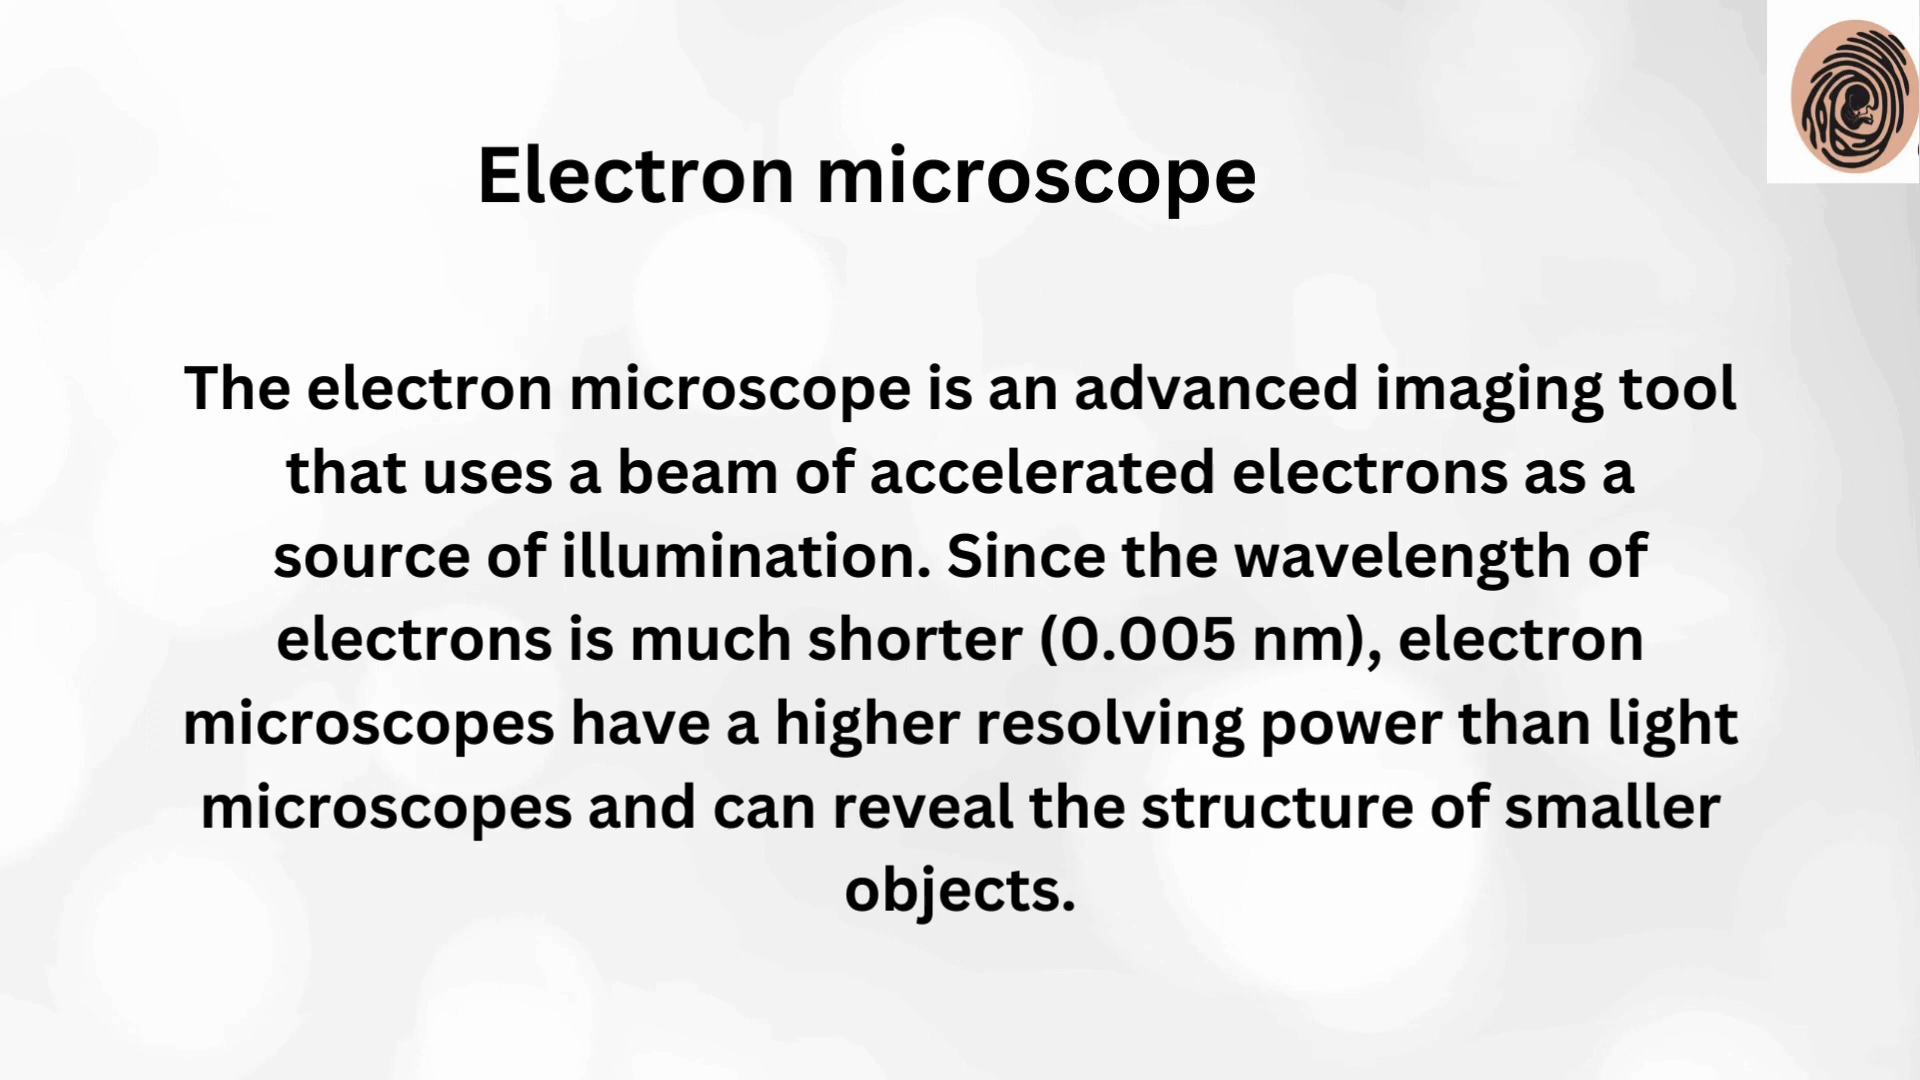 Electron microscope
The electron microscope is an advanced imaging tool
that uses a beam of accelerated electrons as a
source of illumination. Since the wavelength of
electrons is much shorter (0.005 nm), electron
microscopes have a higher resolving power than light
microscopes and can reveal the structure of smaller
objects.